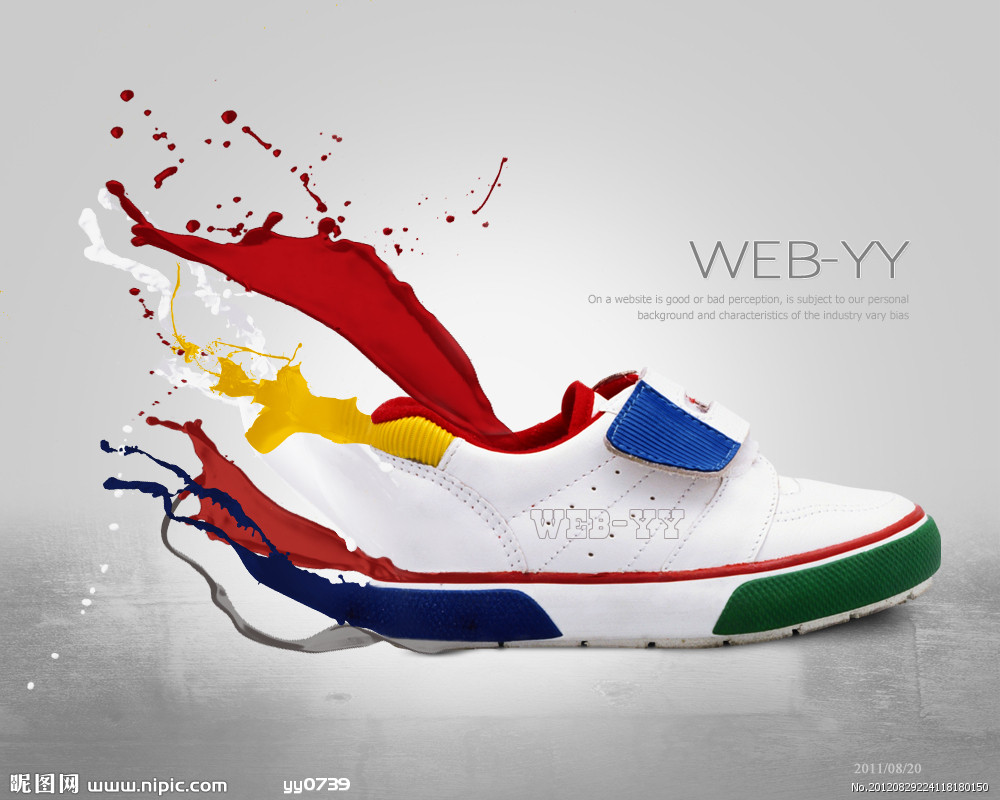 WEB-YY
On a website is good or bad perception, is subject to our personal
background and characteristics of the industry vary bias
WEB-YY
2011/08/20
昵图网 www.nipic.com yy0739
No.20120829224118180150